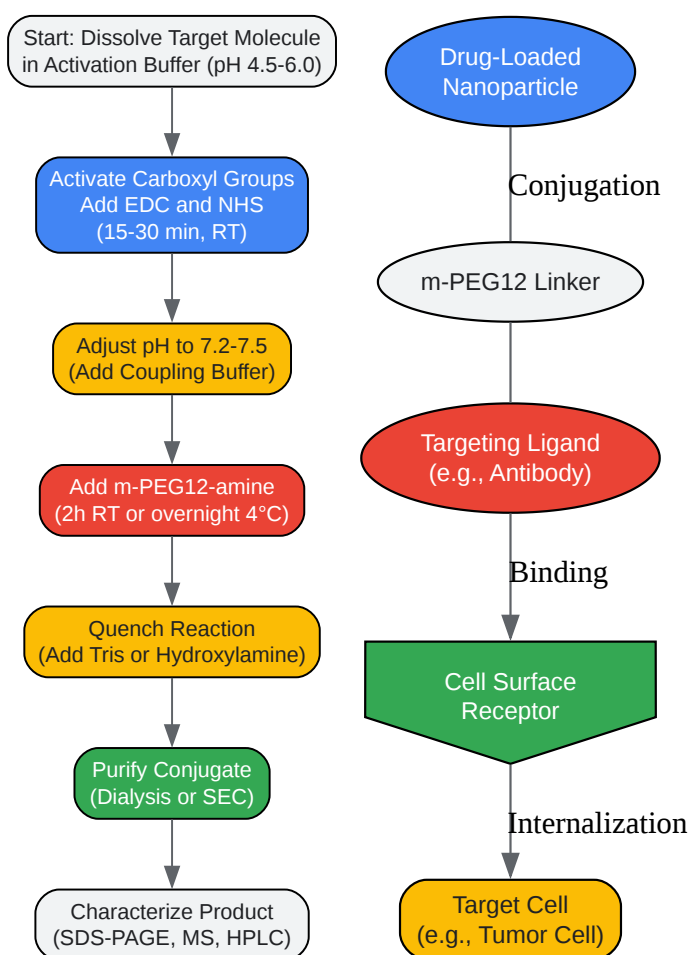 Start: Dissolve Target Molecule
in Activation Buffer (pH 4.5-6.0)
Activate Carboxyl Groups
Add EDC and NHS
(15-30 min, RT)
Adjust pH to 7.2-7.5
(Add Coupling Buffer)
Add m-PEG12-amine
(2h RT or overnight 4°C)
Quench Reaction
(Add Tris or Hydroxylamine)
Purify Conjugate
(Dialysis or SEC)
Characterize Product
(SDS-PAGE, MS, HPLC)
Drug-Loaded
Nanoparticle
Conjugation
m-PEG12 Linker
Targeting Ligand
(e.g., Antibody)
Binding
Cell Surface
Receptor
Internalization
Target Cell
(e.g., Tumor Cell)